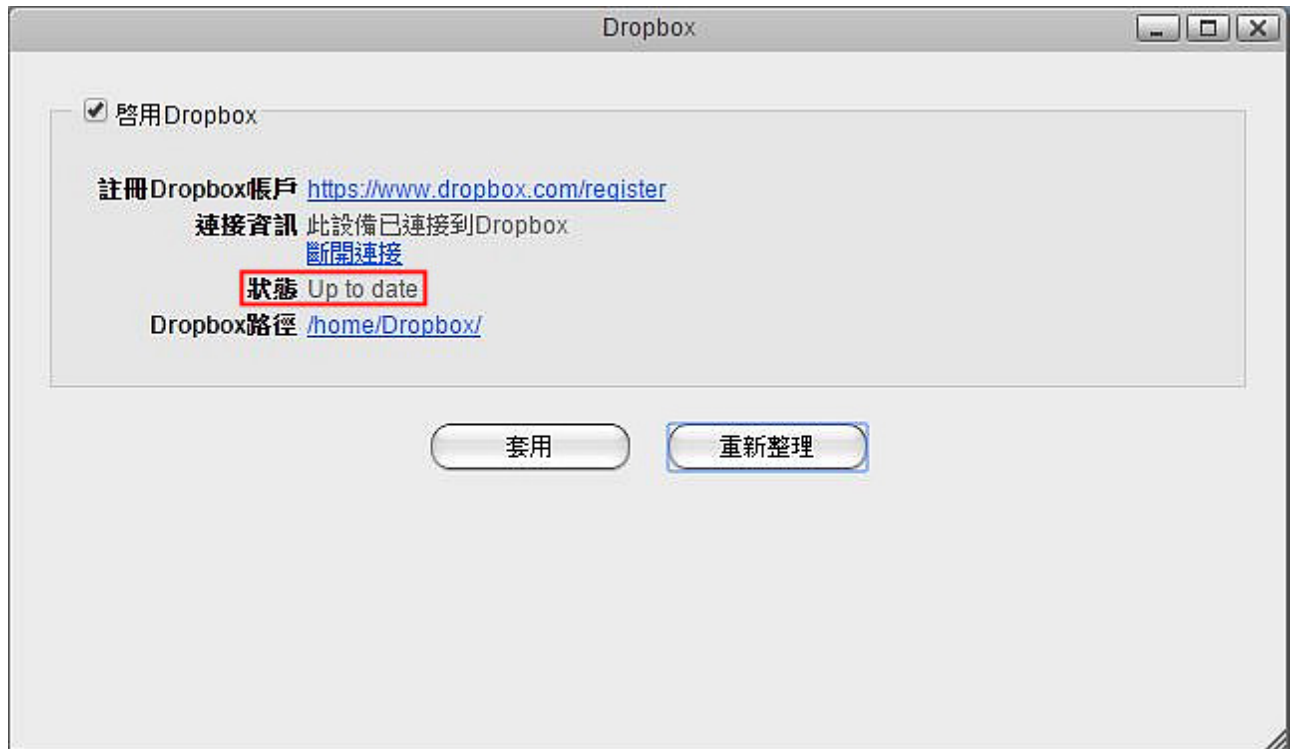 Dropbox
啓用Dropbox
註冊Dropbox帳戶 https://www.dropbox.com/register
連接資訊 此設備已連接到Dropbox
斷開連接
狀態 Up to date
Dropbox路徑 /home/Dropbox/
套用 重新整理